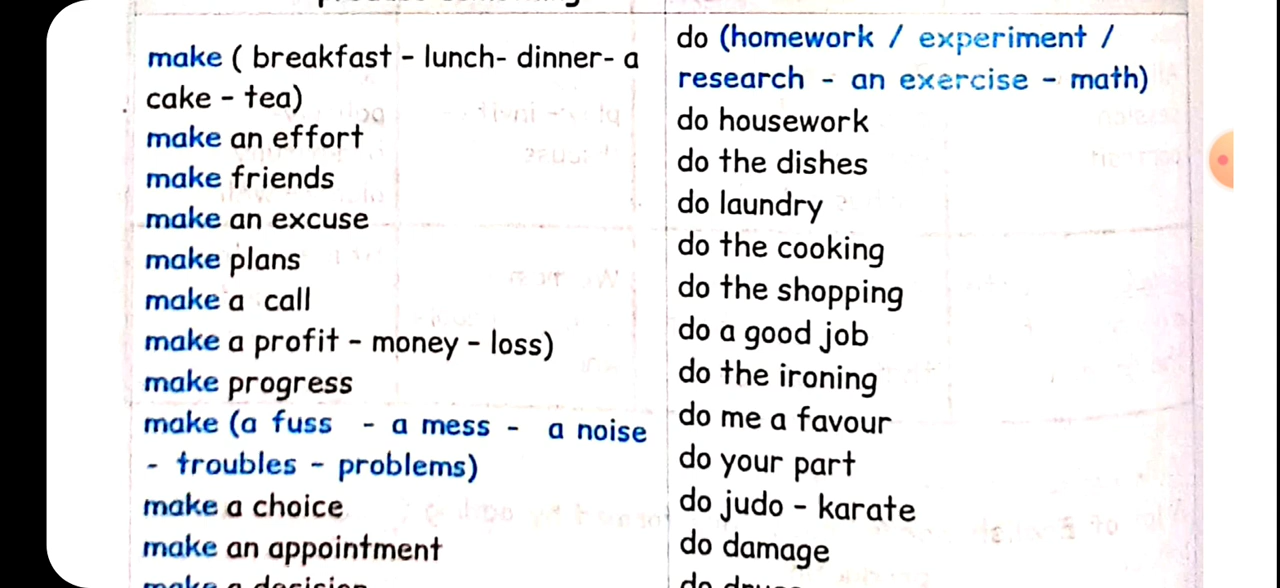 make ( breakfast - lunch- dinner- a
cake - tea)
make an effort
make friends
make an excuse
make plans
make a call
make a profit - money - loss)
make progress
make (a fuss - a mess - a noise
- troubles - problems)
make a choice
make an appointment
make a decision
do (homework / experiment /
research - an exercise - math)
do housework
do the dishes
do laundry
do the cooking
do the shopping
do a good job
do the ironing
do me a favour
do your part
do judo - karate
do damage
do